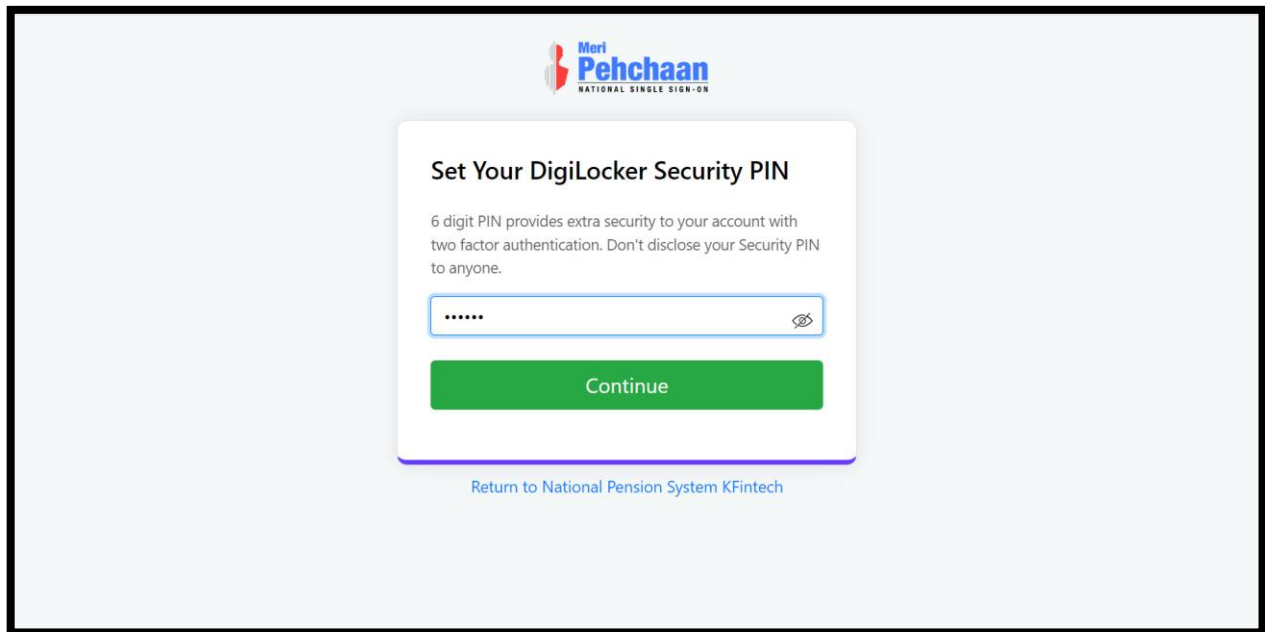 Meri
Pehchaan
NATIONAL SINGLE SIGN-ON
Set Your DigiLocker Security PIN
6 digit PIN provides extra security to your account with
two factor authentication. Don't disclose your Security PIN
to anyone.
••••••
Continue
Return to National Pension System KFintech